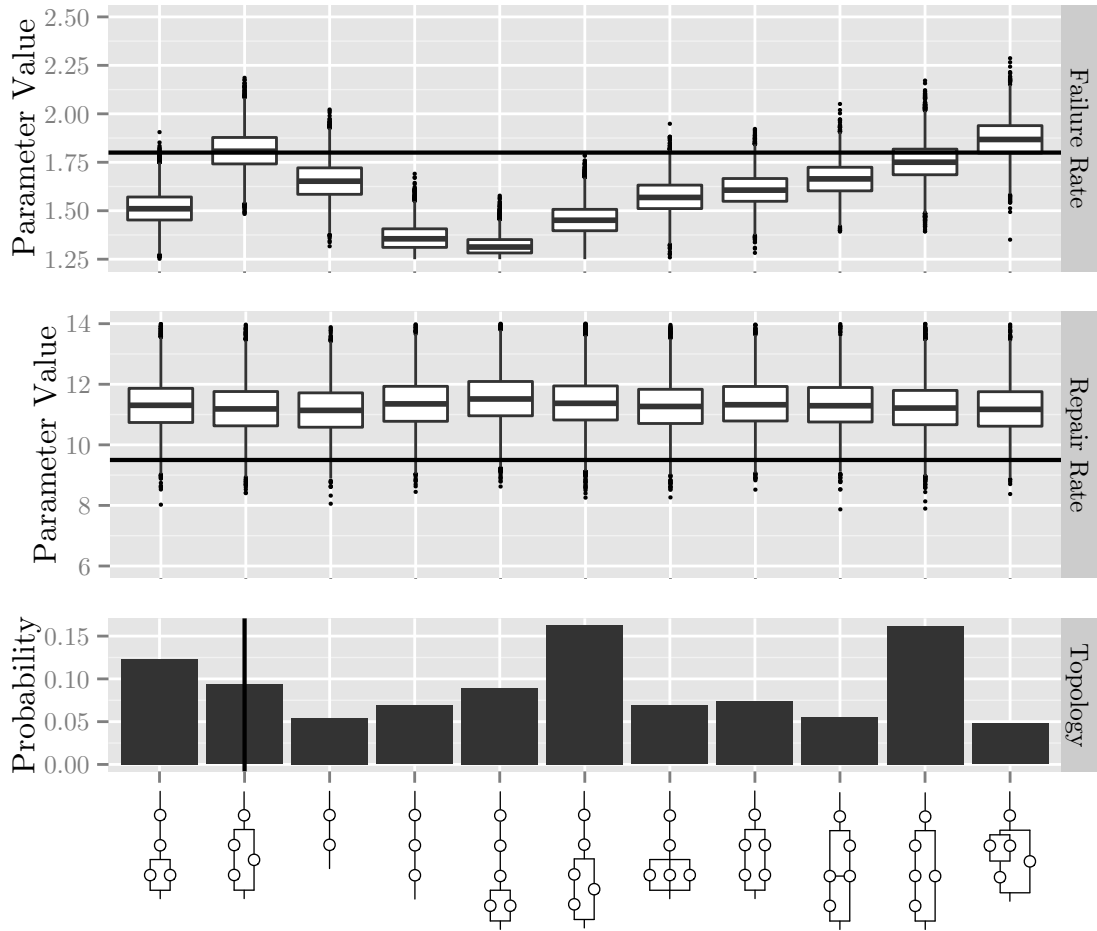 Parameter Value
2.50
2.25
2.00
1.75
1.50
1.25
Failure Rate
Parameter Value
14
12
10
8
6
Repair Rate
Probability
0.15
0.10
0.05
0.00
Topology